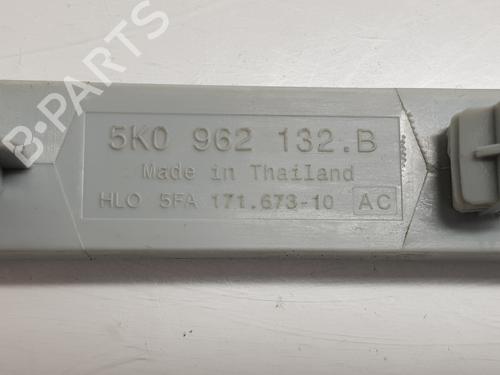 B-PARTS
5K0 962 132.B
Made in Thailand
HLO 5FA 171.673-10 AC